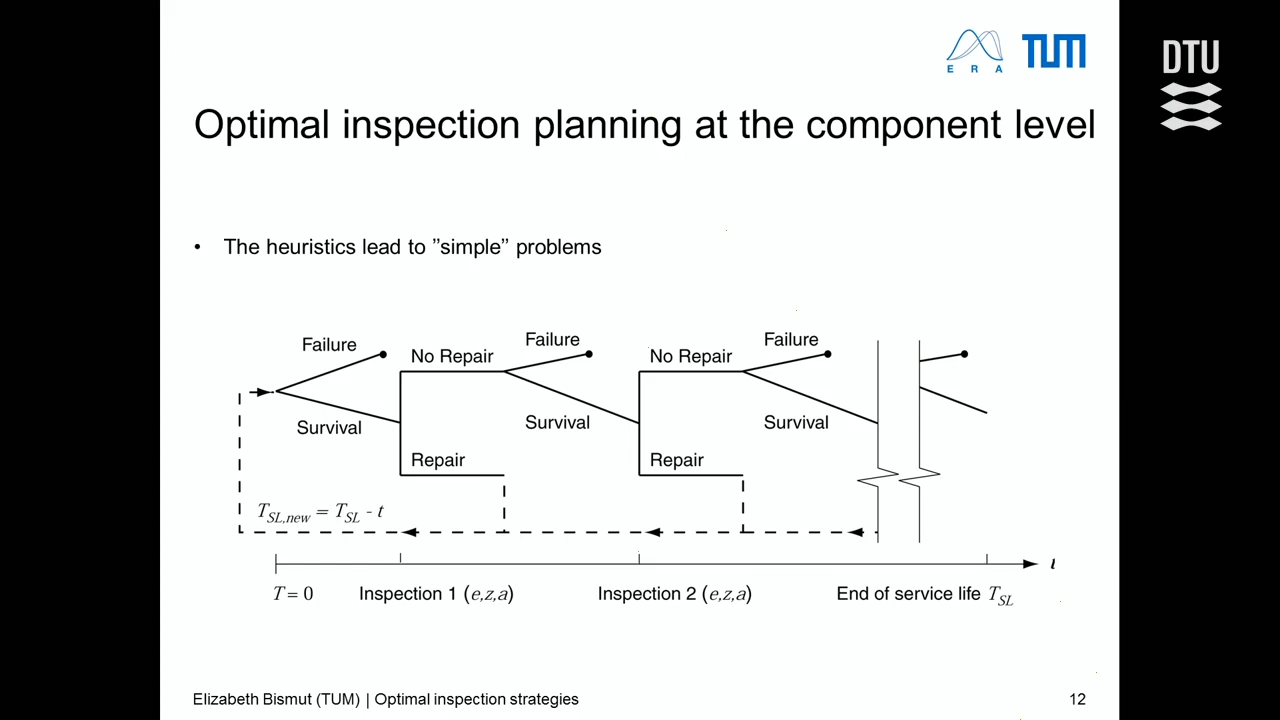 E R A
TUM
DTU
Optimal inspection planning at the component level
• The heuristics lead to ”simple” problems
Failure
No Repair
Failure
No Repair
Failure
Survival
Survival
Survival
Repair
Repair
T_SL,new = T_SL - t
t
T = 0
Inspection 1 (e,z,a)
Inspection 2 (e,z,a)
End of service life T_SL
Elizabeth Bismut (TUM) | Optimal inspection strategies
12